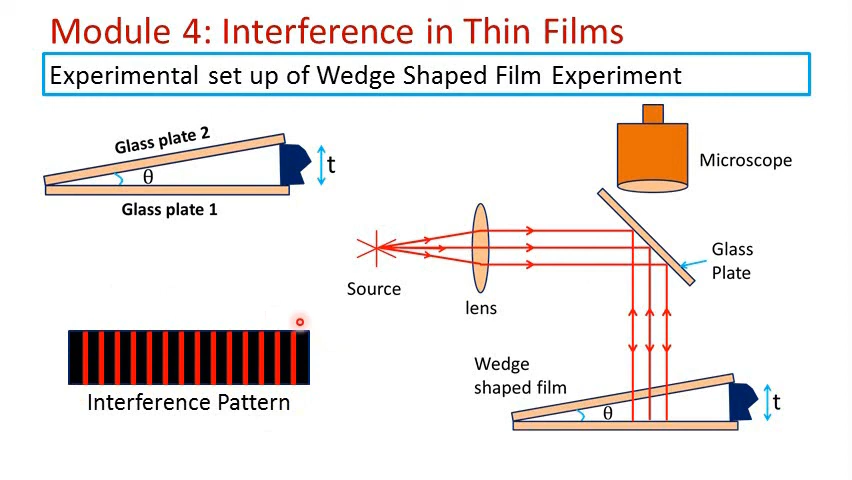 Module 4: Interference in Thin Films
Experimental set up of Wedge Shaped Film Experiment
Glass plate 2
θ
t
Glass plate 1
Microscope
Glass
Plate
Source
lens
Interference Pattern
Wedge
shaped film
θ
t